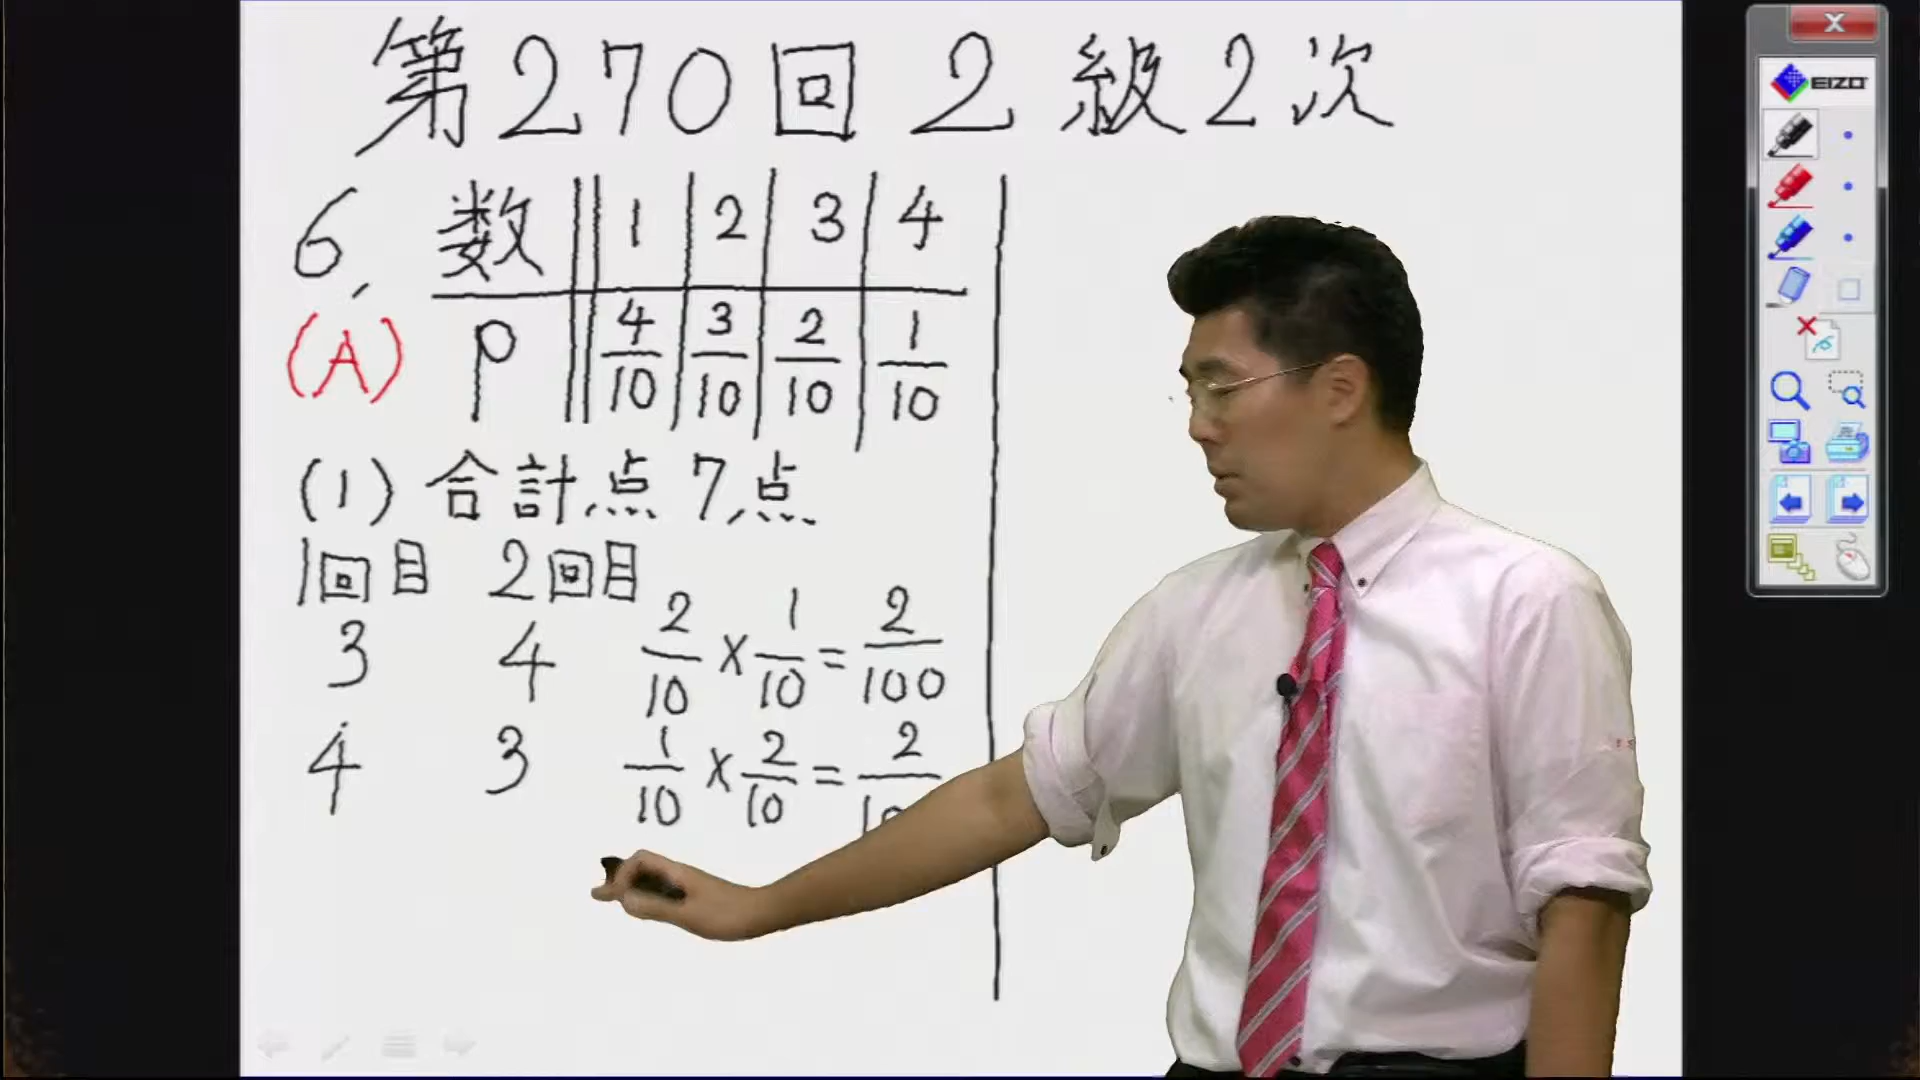 第270回 2級2次
6, 数 1 2 3 4
(A) P 4/10 3/10 2/10 1/10
(1) 合計点7点
1回目 2回目
3 4 2/10 × 1/10 = 2/100
4 3 1/10 × 2/10 = 2/10
EIZO
X